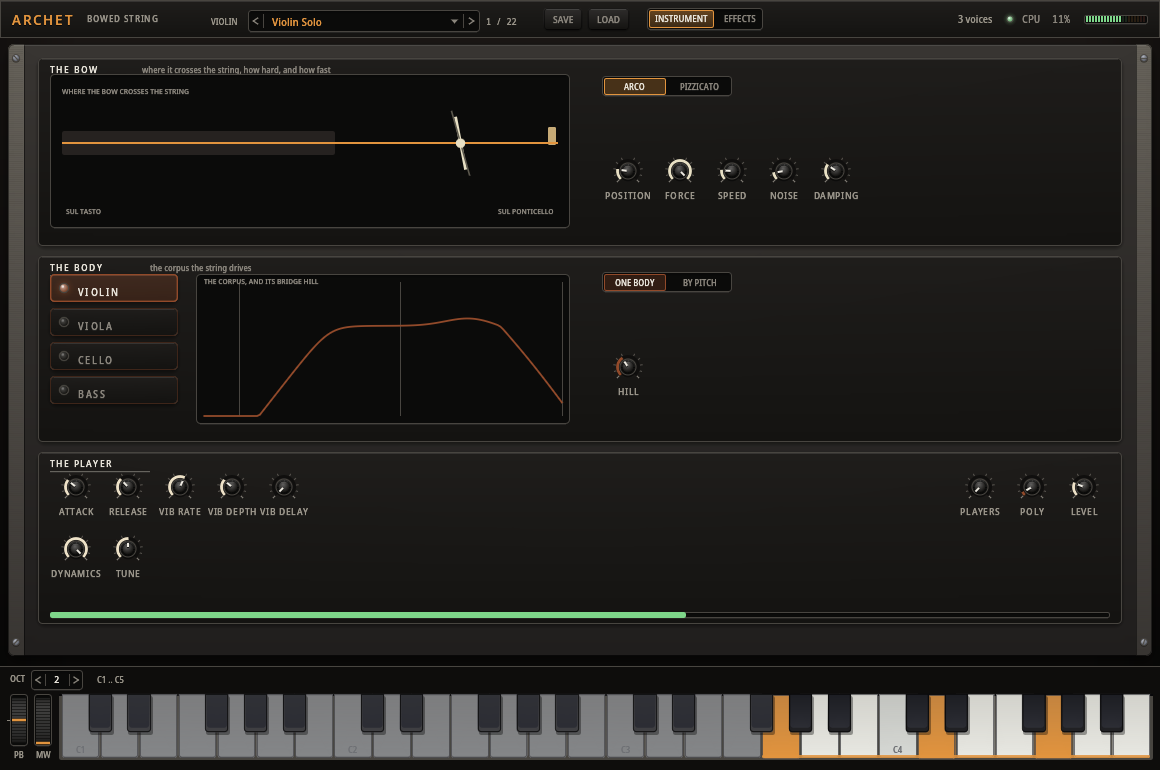 ARCHET BOWED STRING VIOLIN < Violin Solo > 1 / 22 SAVE LOAD INSTRUMENT EFFECTS 3 voices CPU 11%
THE BOW where it crosses the string, how hard, and how fast
WHERE THE BOW CROSSES THE STRING
ARCO PIZZICATO
POSITION FORCE SPEED NOISE DAMPING
SUL TASTO SUL PONTICELLO
THE BODY the corpus the string drives
THE CORPUS, AND ITS BRIDGE HILL
ONE BODY BY PITCH
VIOLIN
VIOLA
CELLO
BASS
HILL
THE PLAYER
ATTACK RELEASE VIB RATE VIB DEPTH VIB DELAY PLAYERS POLY LEVEL
DYNAMICS TUNE
OCT < 2 > C1 .. C5
C1 C2 C3 C4
PB MW